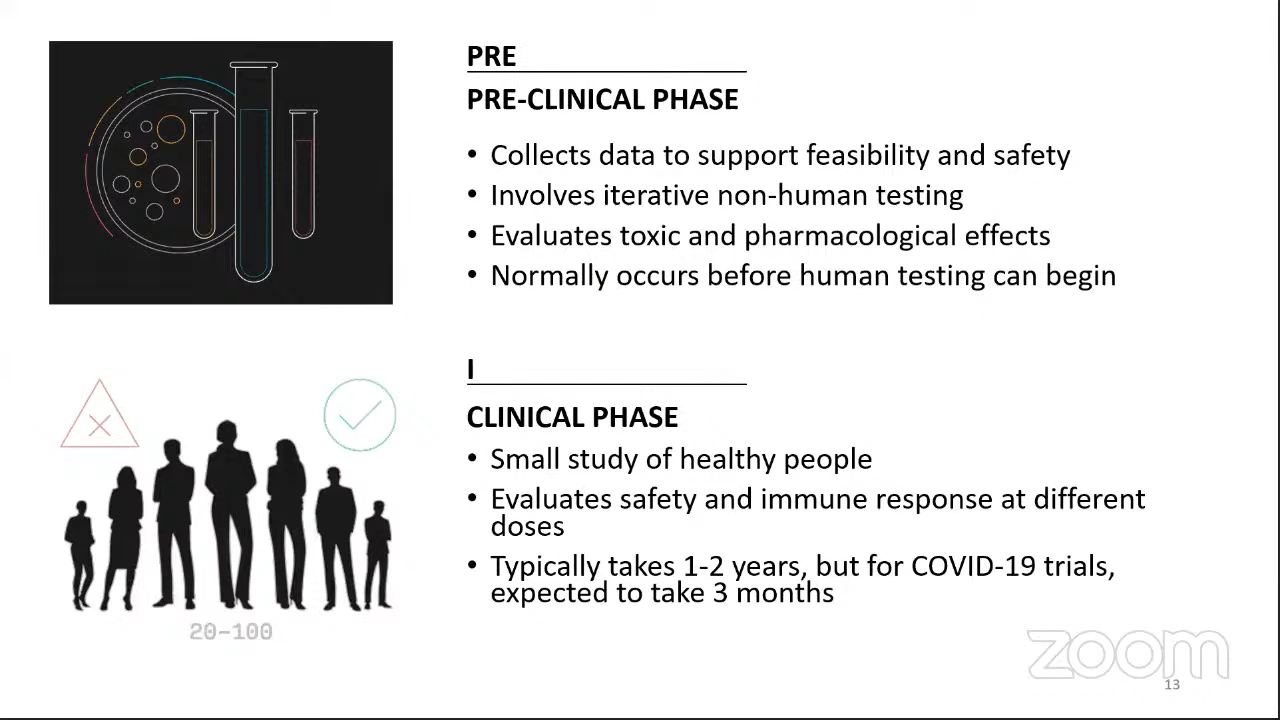 PRE
PRE-CLINICAL PHASE
• Collects data to support feasibility and safety
• Involves iterative non-human testing
• Evaluates toxic and pharmacological effects
• Normally occurs before human testing can begin
I
CLINICAL PHASE
• Small study of healthy people
• Evaluates safety and immune response at different
doses
• Typically takes 1-2 years, but for COVID-19 trials,
expected to take 3 months
20-100
zoom
13